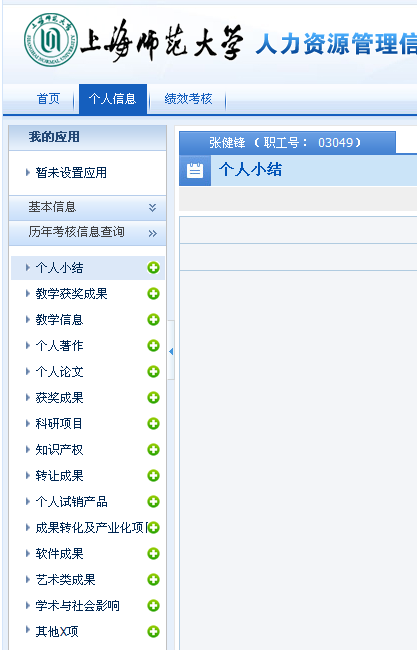 上海师范大学 人力资源管理信
SHANGHAI NORMAL UNIVERSITY
首页 个人信息 绩效考核
我的应用
暂未设置应用
基本信息
历年考核信息查询
个人小结
教学获奖成果
教学信息
个人著作
个人论文
获奖成果
科研项目
知识产权
转让成果
个人试销产品
成果转化及产业化项
软件成果
艺术类成果
学术与社会影响
其他X项
张健锋（职工号： 03049）
个人小结